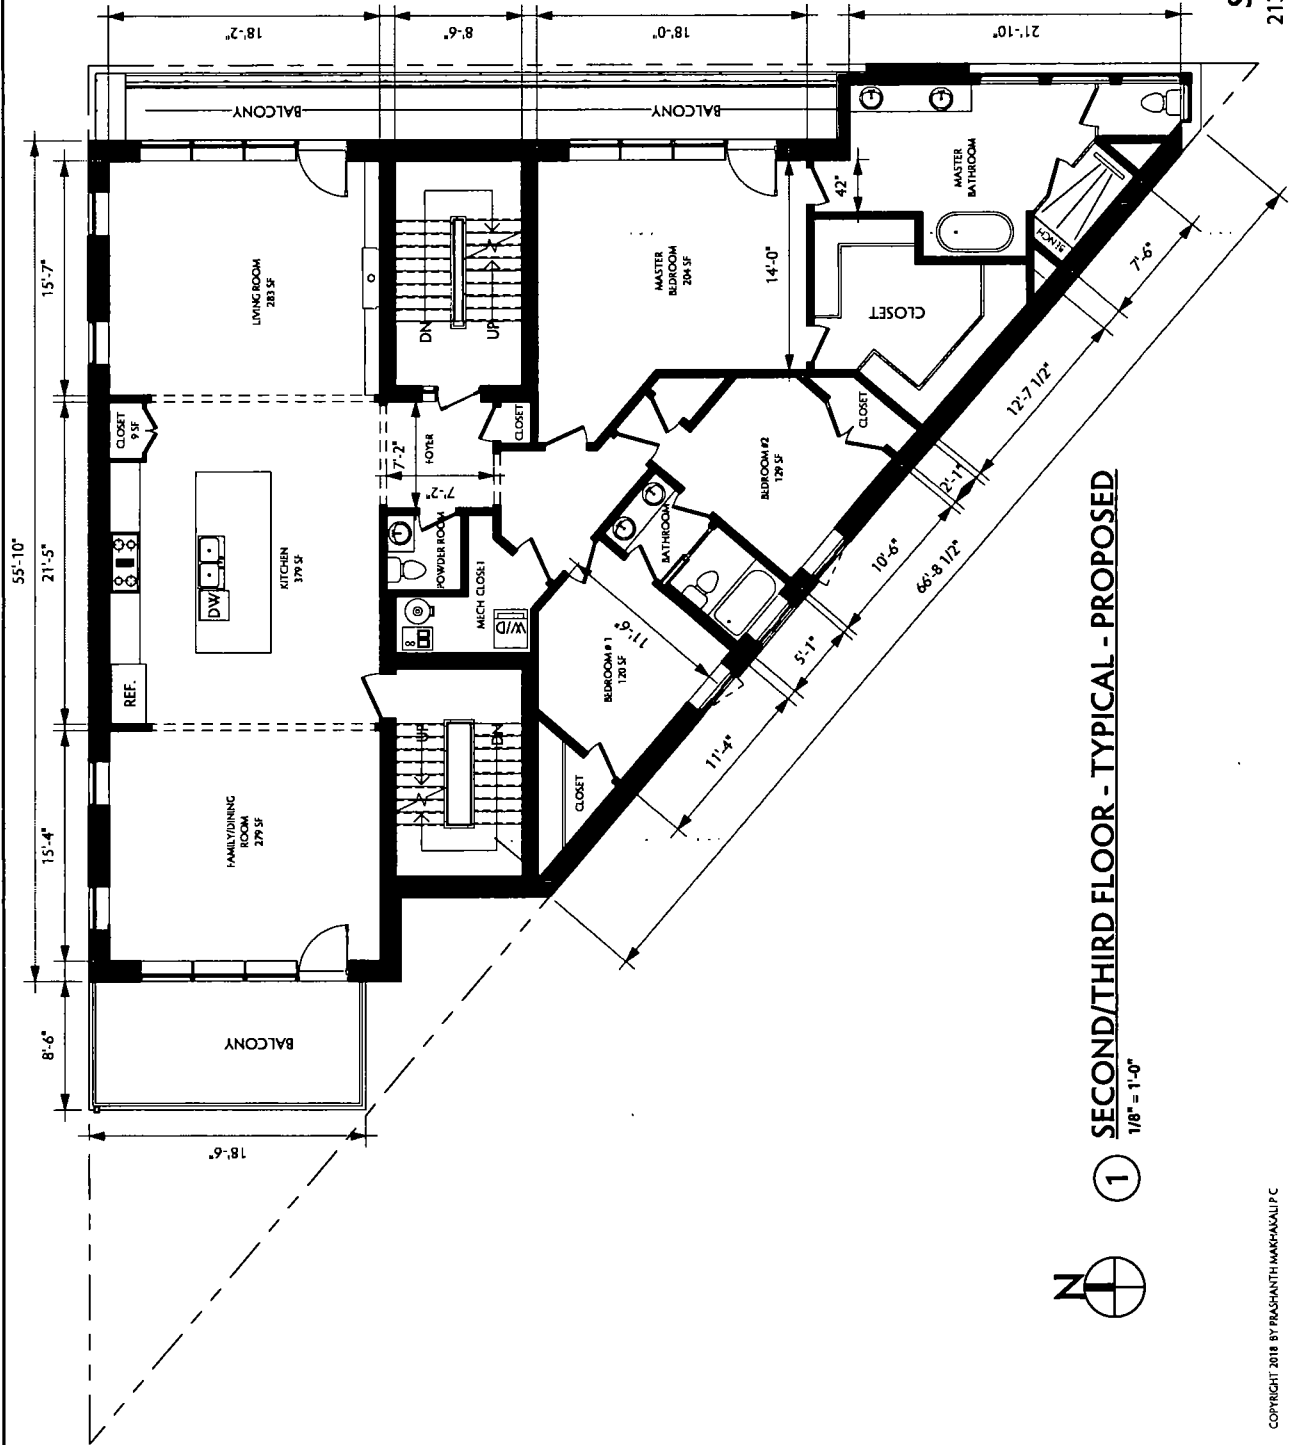 18'-2"
8'-6"
18'-0"
21'-10"
21
BALCONY
BALCONY
55'-10"
15'-7"
21'-5"
15'-4"
8'-6"
LIVING ROOM
283 SF
DN
UP
MASTER
BEDROOM
204 SF
14'-0"
42"
MASTER
BATHROOM
BENCH
CLOSET
CLOSET
9 SF
7'-2"
FOYER
7'-2"
CLOSET
CLOSET
BEDROOM #2
129 SF
POWDER ROOM
BATHROOM
KITCHEN
379 SF
DW
REF.
MECH CLOSET
W/D
11'-6"
BEDROOM # 1
120 SF
UP
DN
CLOSET
FAMILY/DINING
ROOM
279 SF
BALCONY
18'-6"
7'-6"
12'-7 1/2"
2'-1"
10'-6"
66'-8 1/2"
5'-1"
11'-4"
N
1
SECOND/THIRD FLOOR - TYPICAL - PROPOSED
1/8" = 1'-0"
COPYRIGHT 2018 BY PRASHANTH MAKHAKALI PC